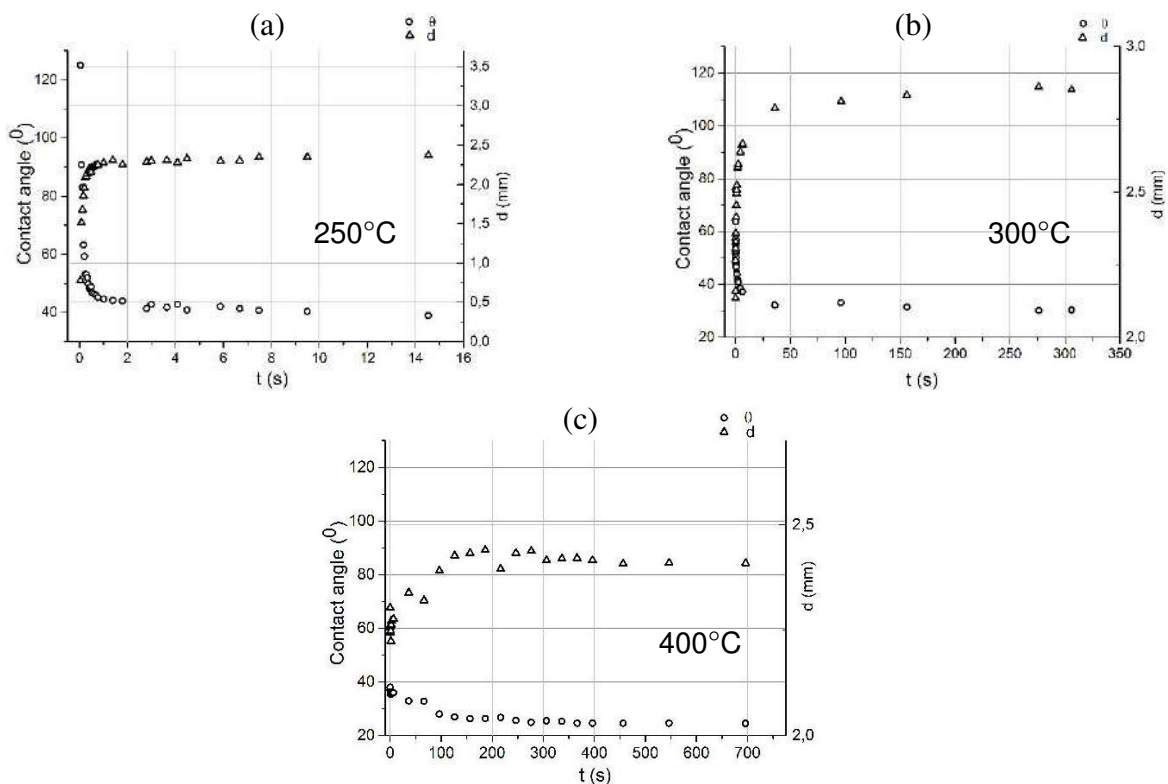 (a)
θ
d
120
100
80
60
40
Contact angle (⁰)
3,5
3,0
2,5
2,0
1,5
1,0
0,5
0,0
d (mm)
250°C
0 2 4 6 8 10 12 14 16
t (s)
(b)
θ
d
120
100
80
60
40
20
Contact angle (⁰)
3,0
2,5
2,0
d (mm)
300°C
0 50 100 150 200 250 300 350
t (s)
(c)
θ
d
120
100
80
60
40
20
Contact angle (⁰)
2,5
2,0
d (mm)
400°C
0 100 200 300 400 500 600 700
t (s)